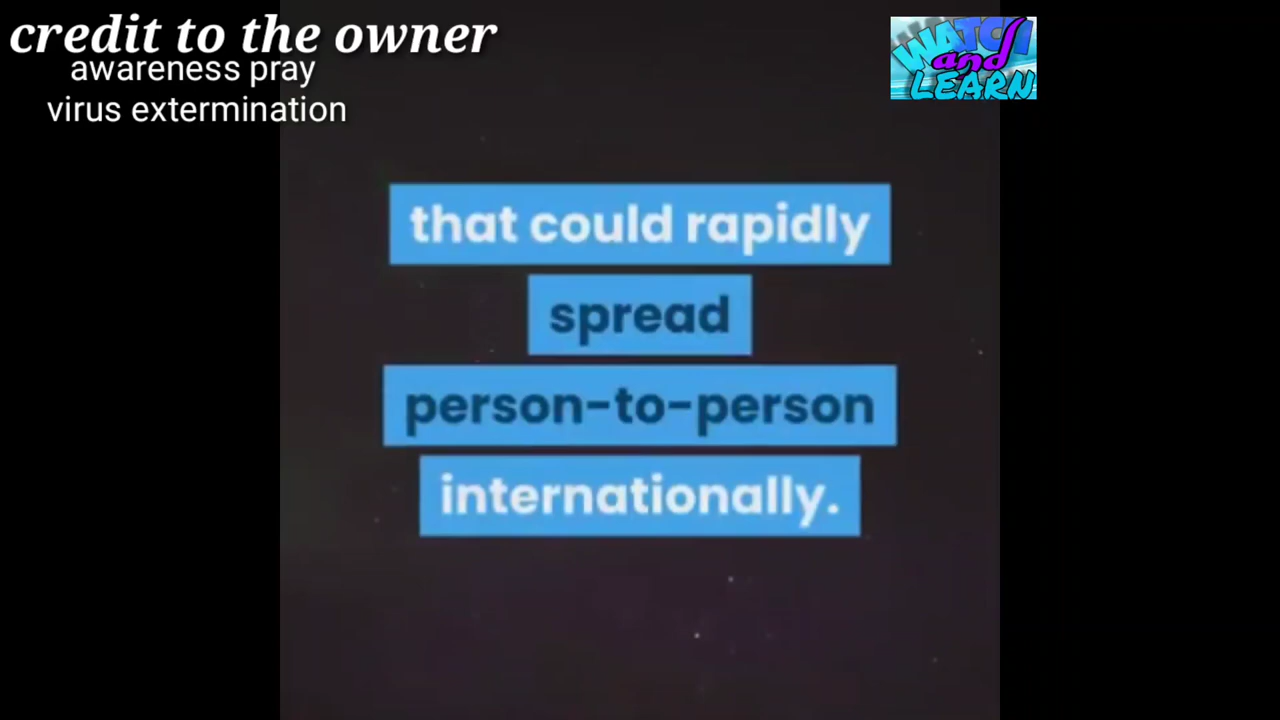 credit to the owner
awareness pray
virus extermination
WATCH
and
LEARN
that could rapidly
spread
person-to-person
internationally.